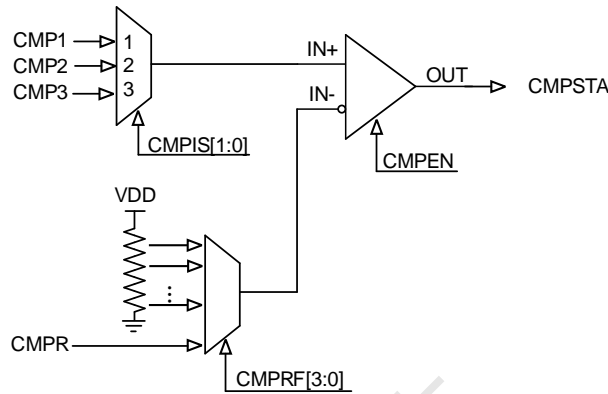 CMP1
CMP2
CMP3
1
2
3
CMPIS[1:0]
IN+
IN-
OUT
CMPSTA
CMPEN
VDD
⋮
CMPR
CMPRF[3:0]